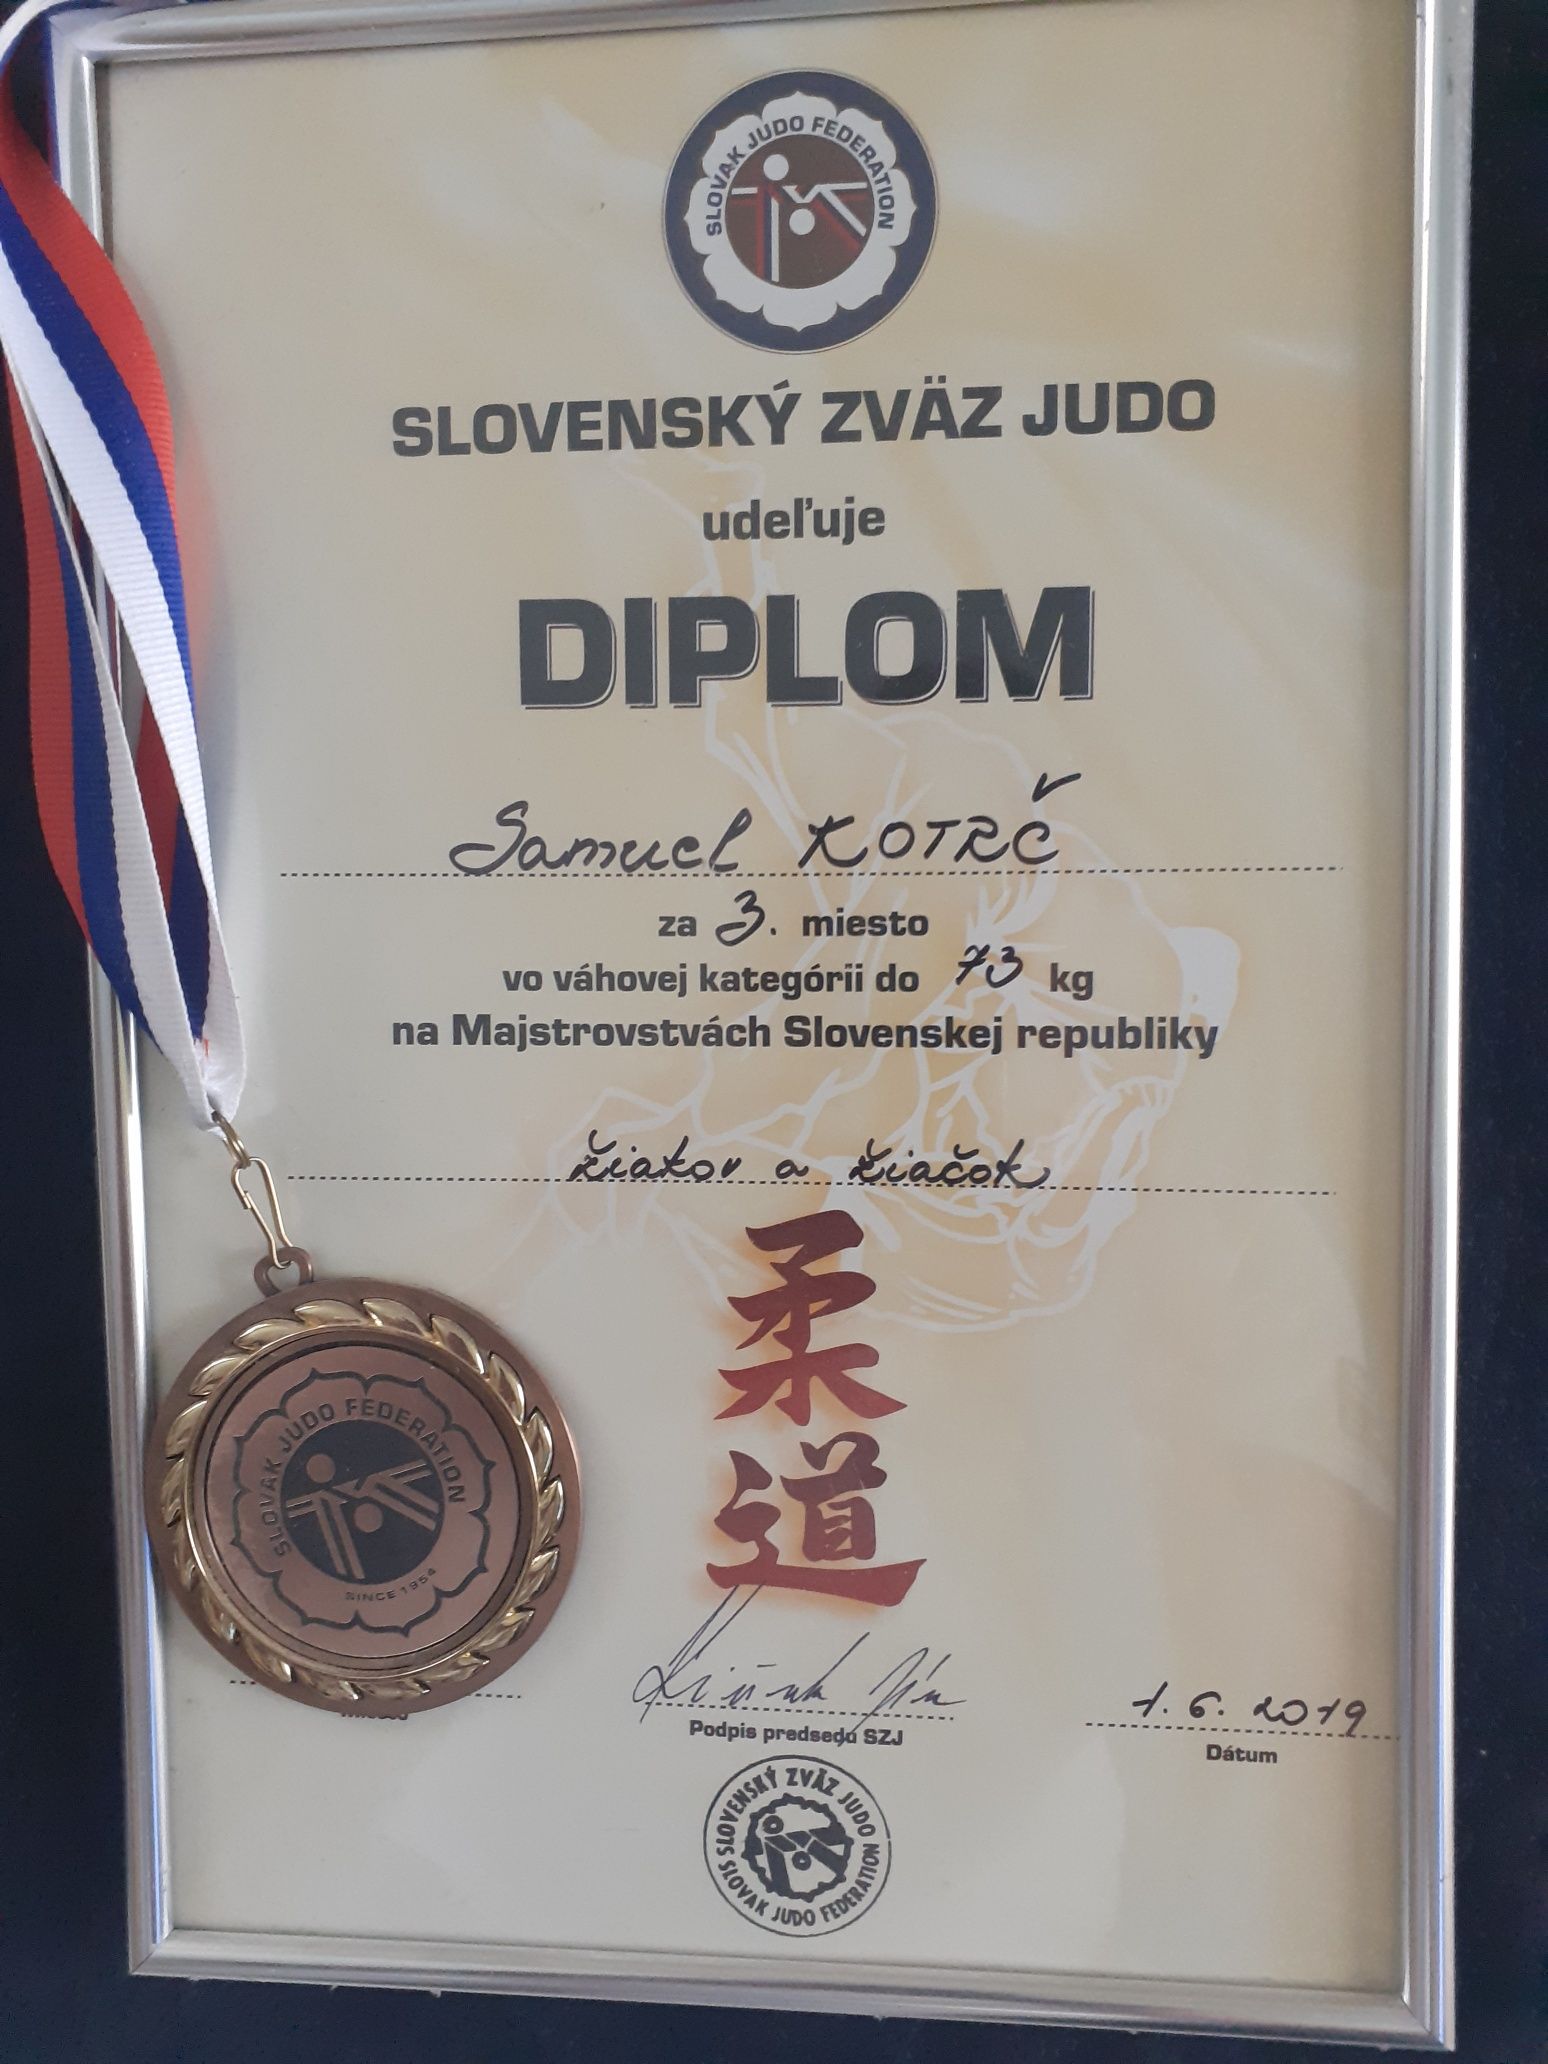 SLOVAK JUDO FEDERATION
SLOVENSKÝ ZVÄZ JUDO
udeľuje
DIPLOM
Samuel KOTRČ
za 3. miesto
vo váhovej kategórii do 73 kg
na Majstrovstvách Slovenskej republiky
žiakov a žiačok
柔
道
SLOVAK JUDO FEDERATION
SINCE 1954
1. 6. 2019
Podpis predsedu SZJ
Dátum
SLOVENSKÝ ZVÄZ JUDO
SLOVAK JUDO FEDERATION